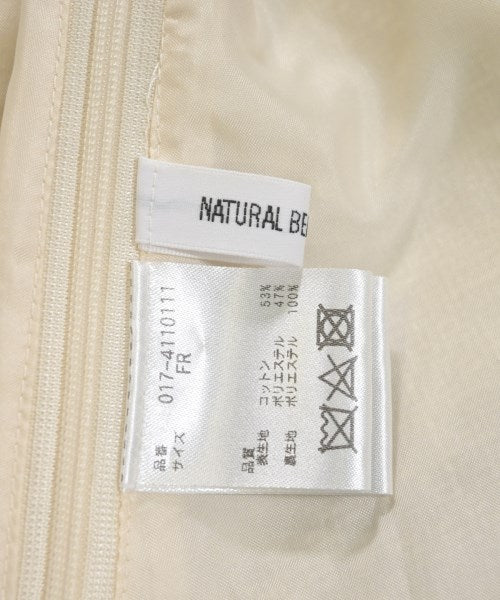 NATURAL BE
品番 017-4110111
サイズ FR
品質
表生地 コットン 53%
ポリエステル 47%
裏生地 ポリエステル 100%